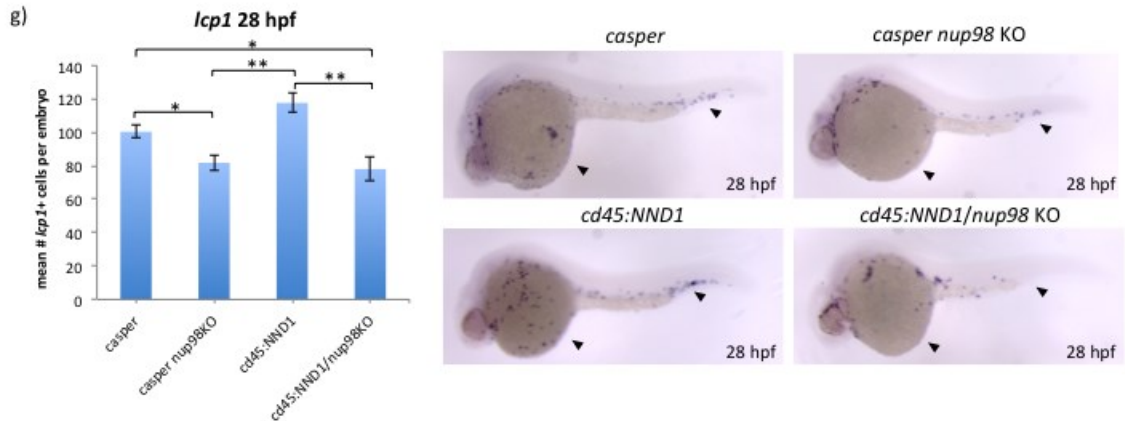 g)
lcp1 28 hpf
*
**
**
*
mean # lcp1+ cells per embryo
140
120
100
80
60
40
20
0
casper
casper nup98KO
cd45:NND1
cd45:NND1/nup98KO
casper
casper nup98 KO
28 hpf
28 hpf
cd45:NND1
cd45:NND1/nup98 KO
28 hpf
28 hpf